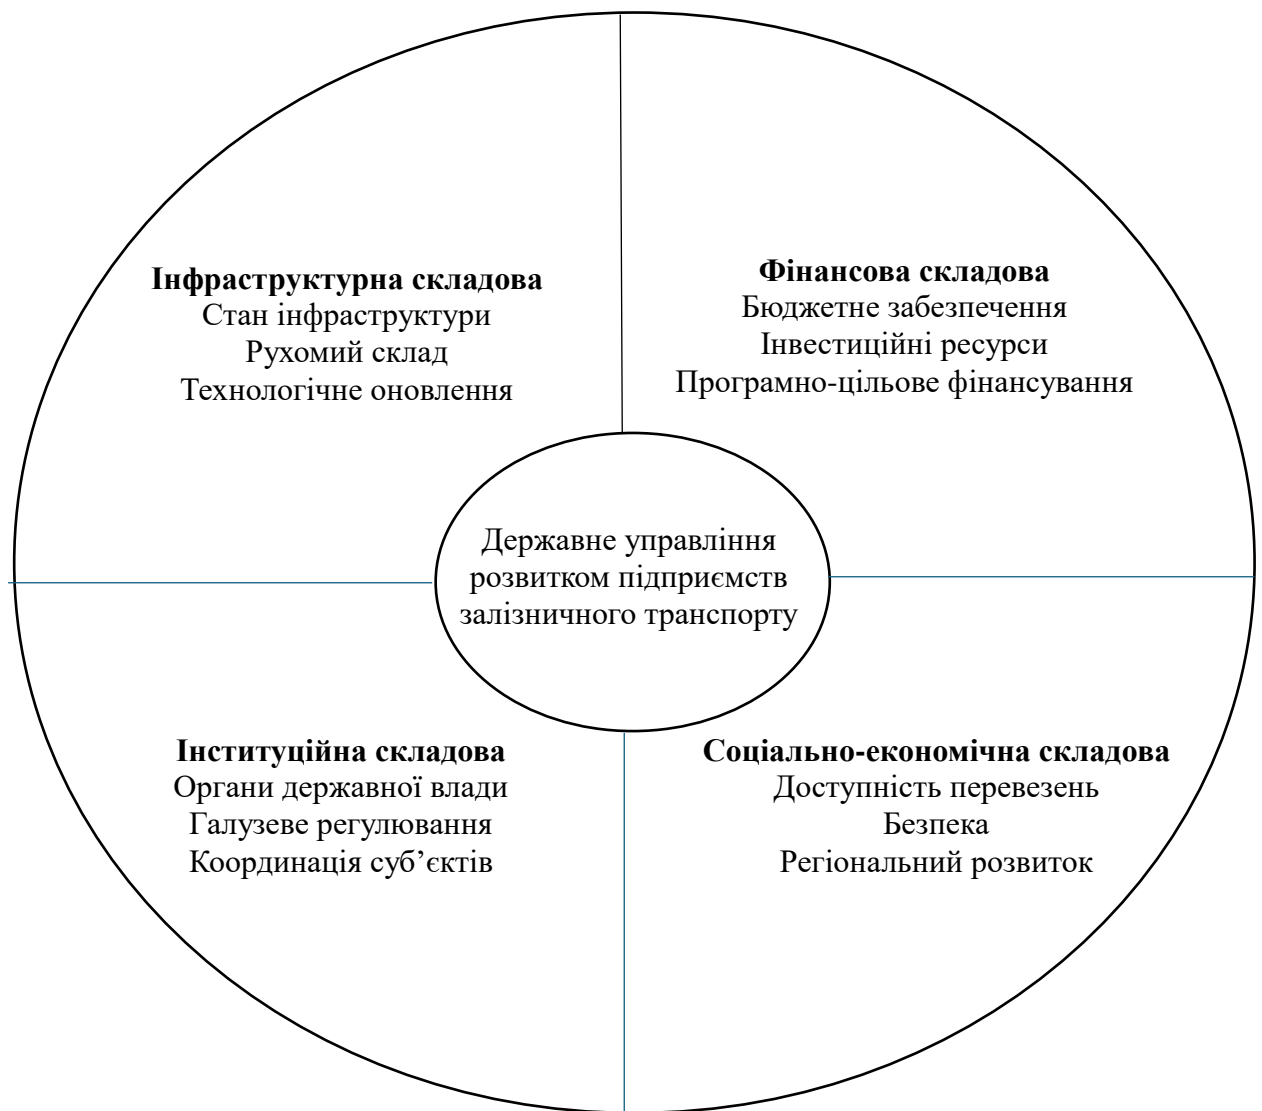 Інфраструктурна складова
Стан інфраструктури
Рухомий склад
Технологічне оновлення
Фінансова складова
Бюджетне забезпечення
Інвестиційні ресурси
Програмно-цільове фінансування
Державне управління
розвитком підприємств
залізничного транспорту
Інституційна складова
Органи державної влади
Галузеве регулювання
Координація суб’єктів
Соціально-економічна складова
Доступність перевезень
Безпека
Регіональний розвиток